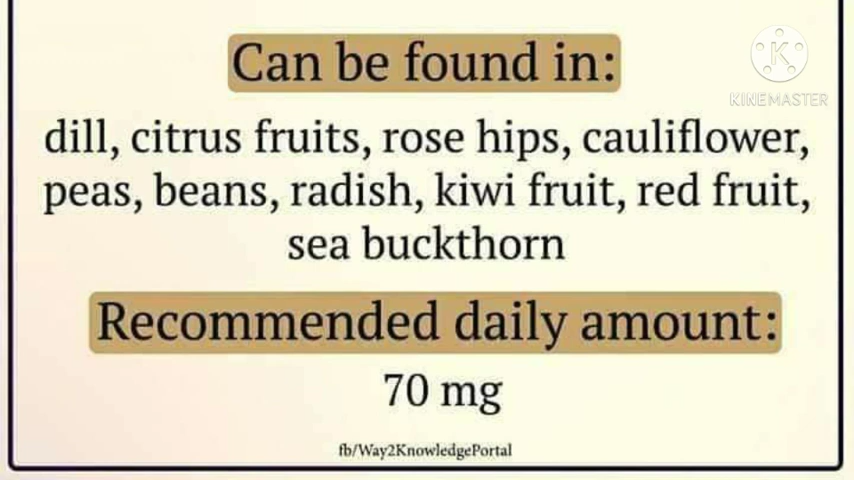 Can be found in:
K
KINEMASTER
dill, citrus fruits, rose hips, cauliflower,
peas, beans, radish, kiwi fruit, red fruit,
sea buckthorn
Recommended daily amount:
70 mg
fb/Way2KnowledgePortal